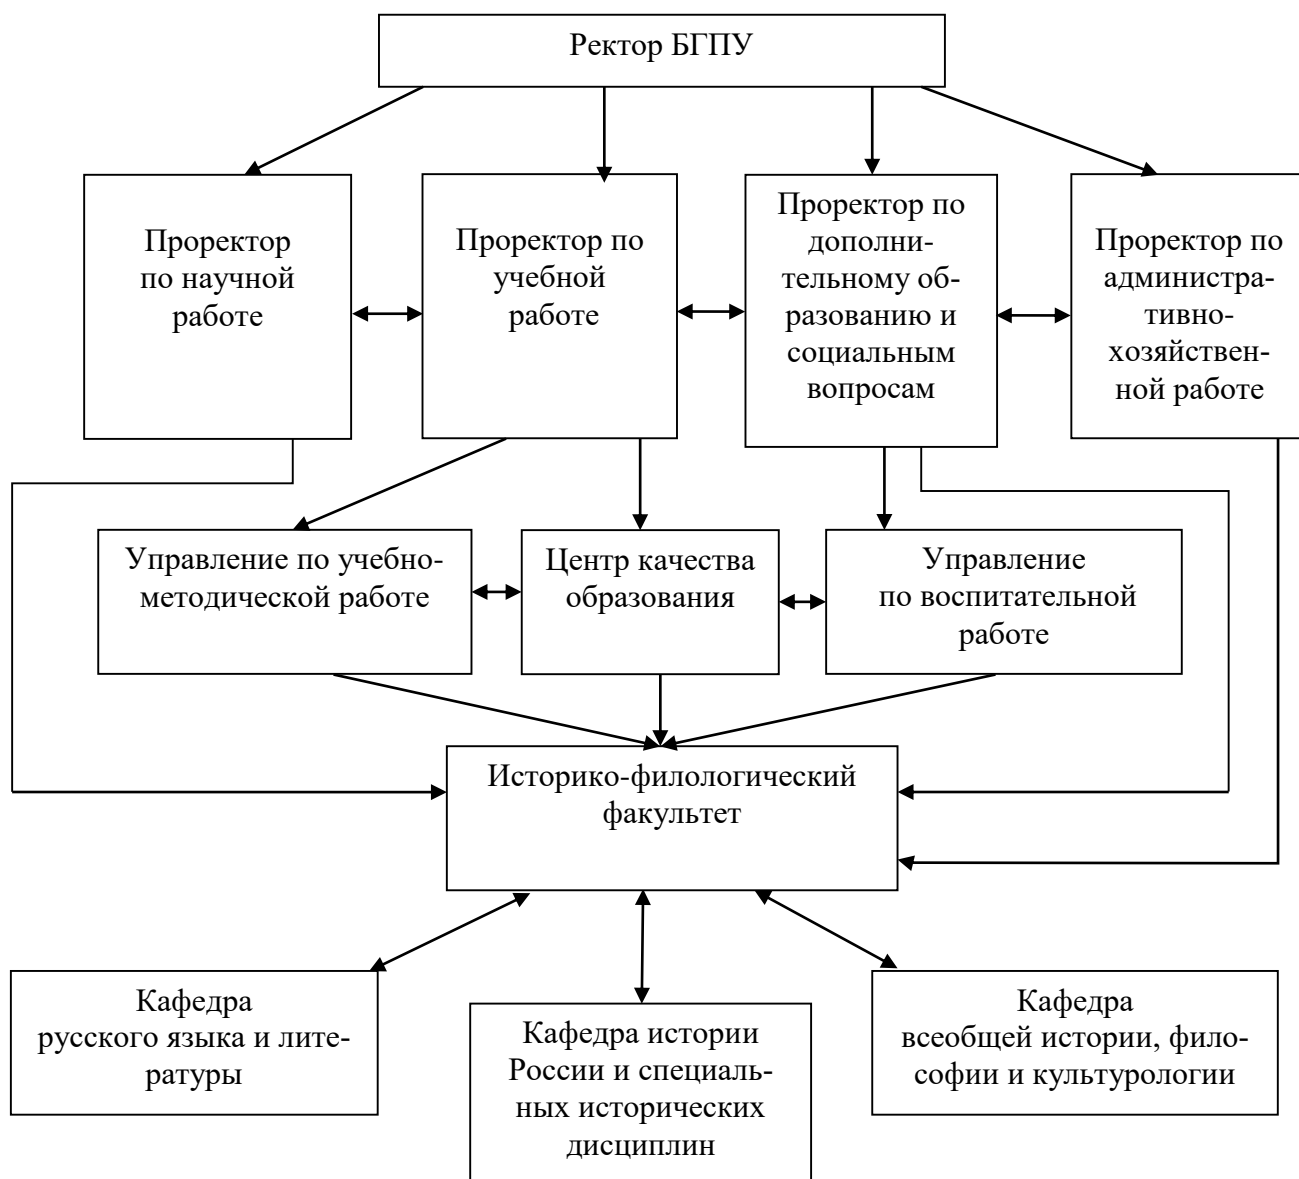 Ректор БГПУ
Проректор
по научной
работе
Проректор по
учебной
работе
Проректор по
дополни-
тельному об-
разованию и
социальным
вопросам
Проректор по
администра-
тивно-
хозяйствен-
ной работе
Управление по учебно-
методической работе
Центр качества
образования
Управление
по воспитательной
работе
Историко-филологический
факультет
Кафедра
русского языка и лите-
ратуры
Кафедра истории
России и специаль-
ных исторических
дисциплин
Кафедра
всеобщей истории, фило-
софии и культурологии